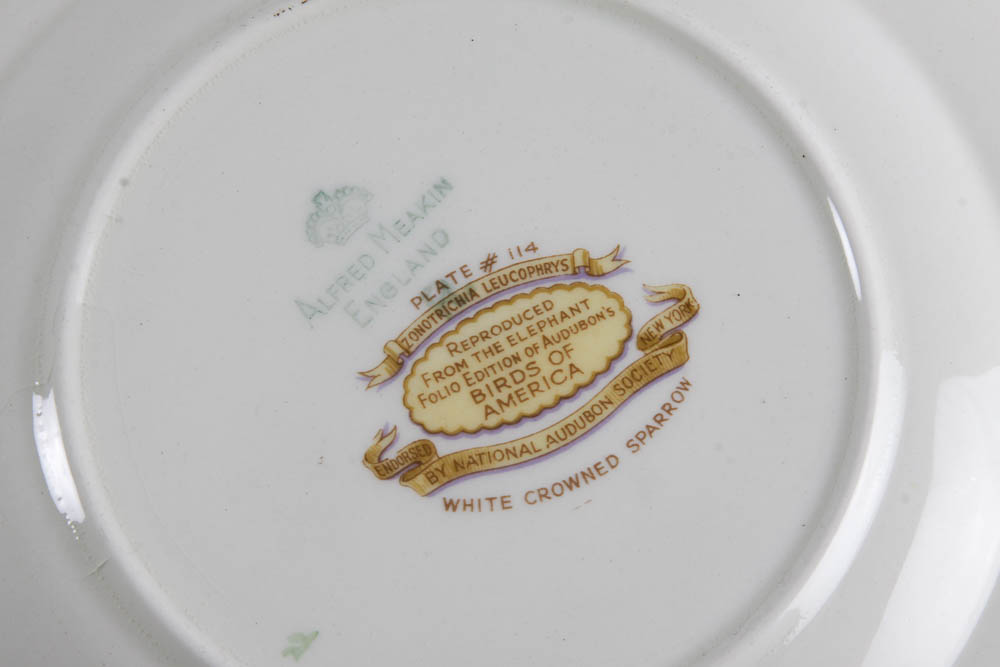 ALFRED MEAKIN
ENGLAND
PLATE # 114
ZONOTRICHIA LEUCOPHRYS
REPRODUCED
FROM THE ELEPHANT
FOLIO EDITION OF AUDUBON'S
BIRDS OF
AMERICA
ENDORSED
BY NATIONAL AUDUBON SOCIETY
NEW YORK
WHITE CROWNED SPARROW